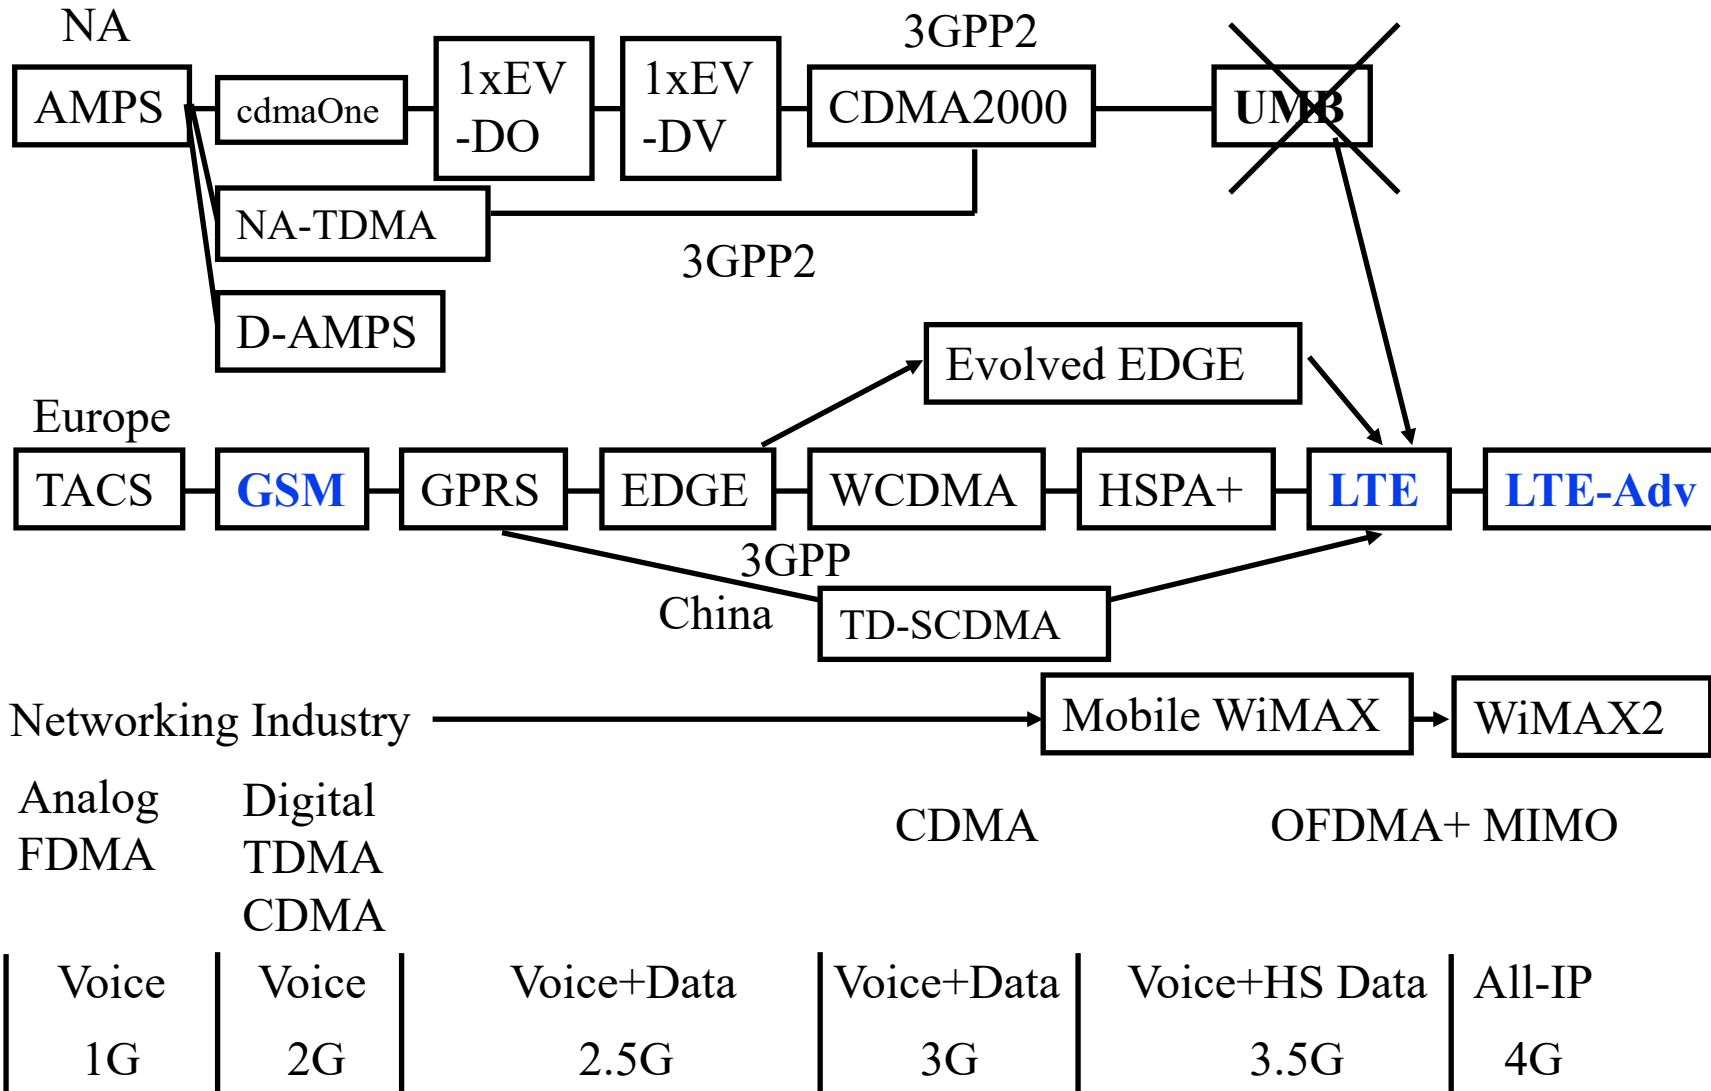 NA
3GPP2
AMPS
cdmaOne
1xEV
-DO
1xEV
-DV
CDMA2000
UMB
NA-TDMA
3GPP2
D-AMPS
Evolved EDGE
Europe
TACS
GSM
GPRS
EDGE
WCDMA
HSPA+
LTE
LTE-Adv
3GPP
China
TD-SCDMA
Networking Industry
Mobile WiMAX
WiMAX2
Analog
FDMA
Digital
TDMA
CDMA
CDMA
OFDMA+ MIMO
Voice
Voice
Voice+Data
Voice+Data
Voice+HS Data
All-IP
1G
2G
2.5G
3G
3.5G
4G